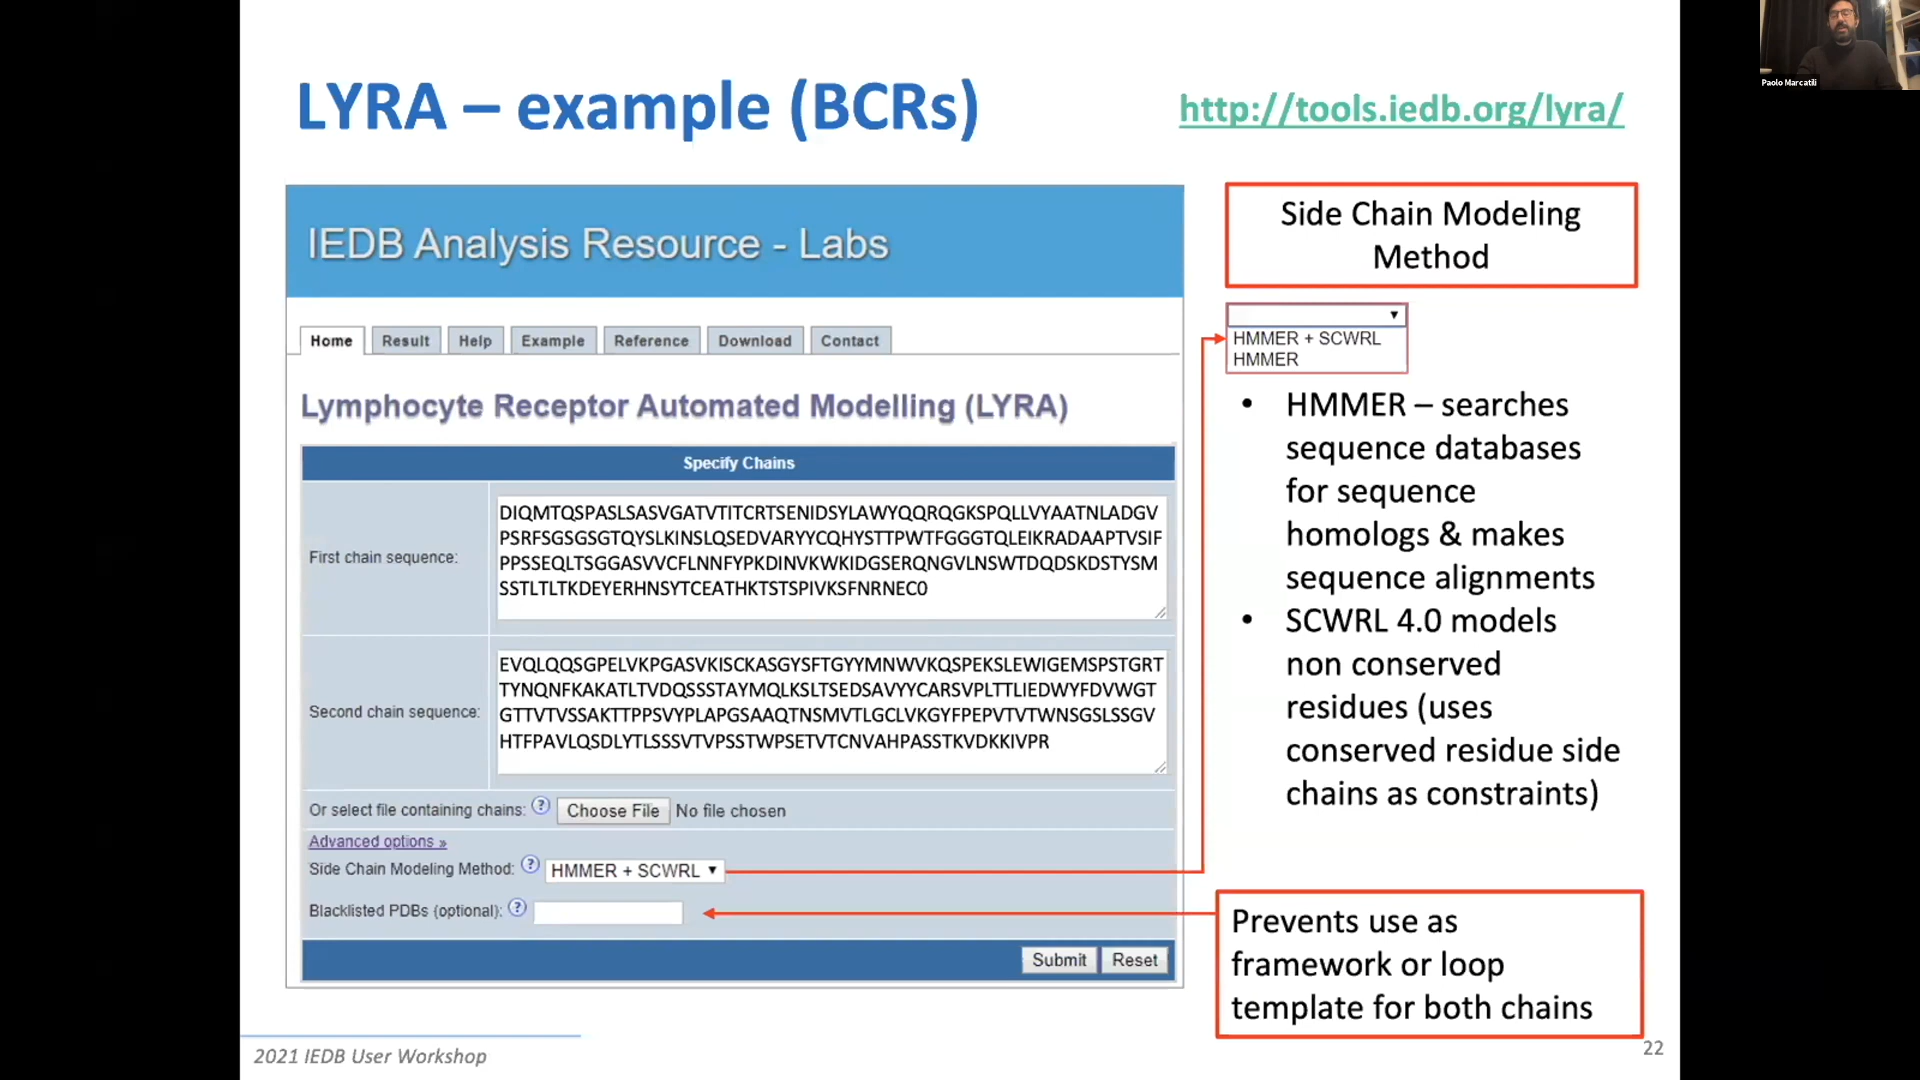 LYRA – example (BCRs)
http://tools.iedb.org/lyra/
Paolo Marcatili
IEDB Analysis Resource - Labs
Home
Result
Help
Example
Reference
Download
Contact
Lymphocyte Receptor Automated Modelling (LYRA)
Specify Chains
First chain sequence:
DIQMTQSPASLSASVGATVTITCRTSENIDSYLAWYQQRQGKSPQLLVYAATNLADGV
PSRFSGSGSGTQYSLKINSLQSEDVARYYCQHYSTTPWTFGGGTQLEIKRADAAPTVSIF
PPSSEQLTSGGASVVCFLNNFYPKDINVKWKIDGSERQNGVLNSWTDQDSKDSTYSM
SSTLTLTKDEYERHNSYTCEATHKTSTSPIVKSFNRNEC0
Second chain sequence:
EVQLQQSGPELVKPGASVKISCKASGYSFTGYYMNWVKQSPEKSLEWIGEMSPSTGRT
TYNQNFKAKATLTVDQSSSTAYMQLKSLTSEDSAVYYCARSVPLTTLIEDWYFDVWGT
GTTVTVSSAKTTPPSVYPLAPGSAAQTNSMVTLGCLVKGYFPEPVTVTWNSGSLSSGV
HTFPAVLQSDLYTLSSSVTVPSSTWPSETVTCNVAHPASSTKVDKKIVPR
Or select file containing chains: ? Choose File No file chosen
Advanced options »
Side Chain Modeling Method: ? HMMER + SCWRL
Blacklisted PDBs (optional): ?
Submit Reset
Side Chain Modeling
Method
HMMER + SCWRL
HMMER
• HMMER – searches
sequence databases
for sequence
homologs & makes
sequence alignments
• SCWRL 4.0 models
non conserved
residues (uses
conserved residue side
chains as constraints)
Prevents use as
framework or loop
template for both chains
2021 IEDB User Workshop
22